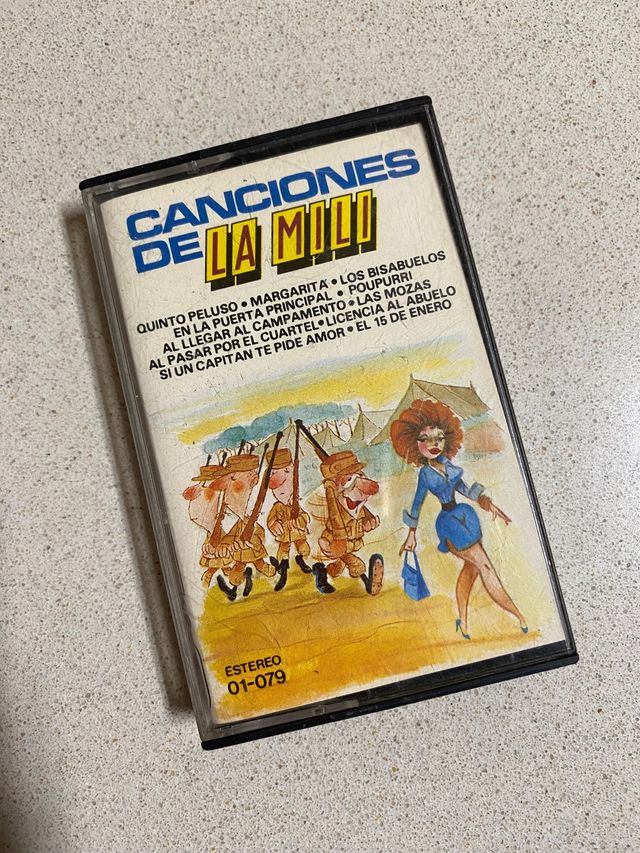 CANCIONES
DE LA MILI
QUINTO PELUSO • MARGARITA • LOS BISABUELOS
EN LA PUERTA PRINCIPAL • POUPURRI
AL LLEGAR AL CAMPAMENTO • LAS MOZAS
AL PASAR POR EL CUARTEL • LICENCIA AL ABUELO
SI UN CAPITAN TE PIDE AMOR • EL 15 DE ENERO
ESTEREO
01-079